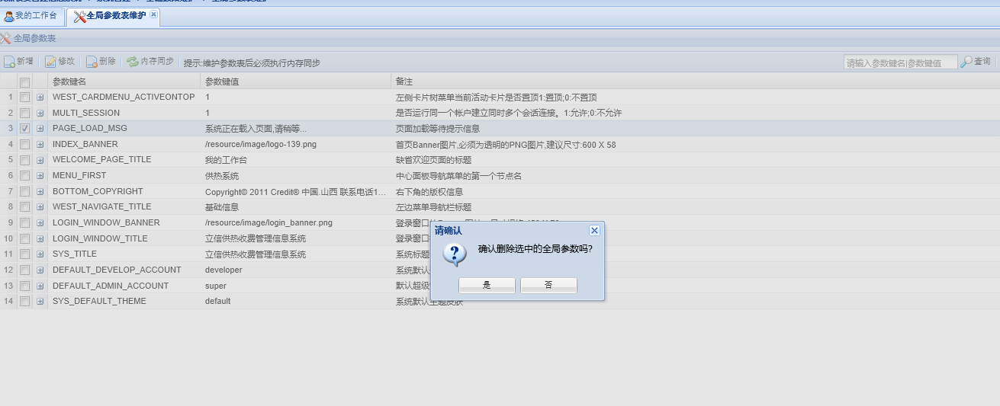 我的工作台 全局参数表维护
全局参数表
新增 修改 删除 内存同步 提示:维护参数表后必须执行内存同步 请输入参数键名|参数键值 查询
参数键名 参数键值 备注
1 WEST_CARDMENU_ACTIVEONTOP 1 左侧卡片树菜单当前活动卡片是否置顶1:置顶;0:不置顶
2 MULTI_SESSION 1 是否运行同一个帐户建立同时多个会话连接。1:允许;0:不允许
3 PAGE_LOAD_MSG 系统正在载入页面,请稍等... 页面加载等待提示信息
4 INDEX_BANNER /resource/image/logo-139.png 首页Banner图片,必须为透明的PNG图片,建议尺寸:600 X 58
5 WELCOME_PAGE_TITLE 我的工作台 缺省欢迎页面的标题
6 MENU_FIRST 供热系统 中心面板导航菜单的第一个节点名
7 BOTTOM_COPYRIGHT Copyright© 2011 Credit® 中国.山西 联系电话1... 右下角的版权信息
8 WEST_NAVIGATE_TITLE 基础信息 左边菜单导航栏标题
9 LOGIN_WINDOW_BANNER /resource/image/login_banner.png 登录窗口
10 LOGIN_WINDOW_TITLE 立信供热收费管理信息系统 登录窗口
11 SYS_TITLE 立信供热收费管理信息系统 系统标题
12 DEFAULT_DEVELOP_ACCOUNT developer 系统默认
13 DEFAULT_ADMIN_ACCOUNT super 默认超级
14 SYS_DEFAULT_THEME default 系统默认主题皮肤
请确认
确认删除选中的全局参数吗?
是 否